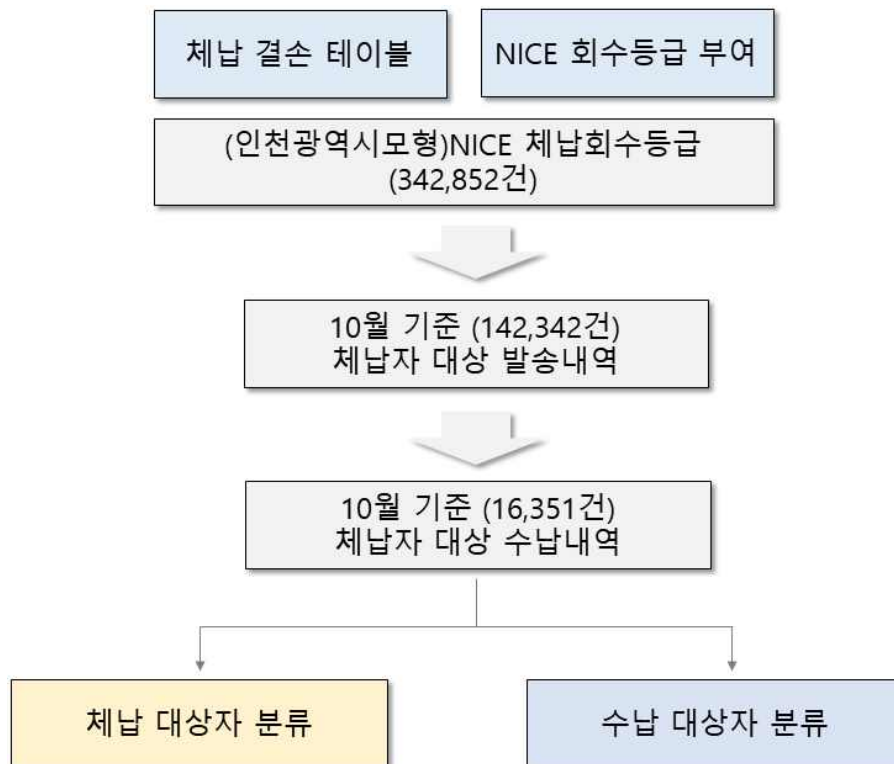 체납 결손 테이블
NICE 회수등급 부여
(인천광역시모형)NICE 체납회수등급
(342,852건)
10월 기준 (142,342건)
체납자 대상 발송내역
10월 기준 (16,351건)
체납자 대상 수납내역
체납 대상자 분류
수납 대상자 분류